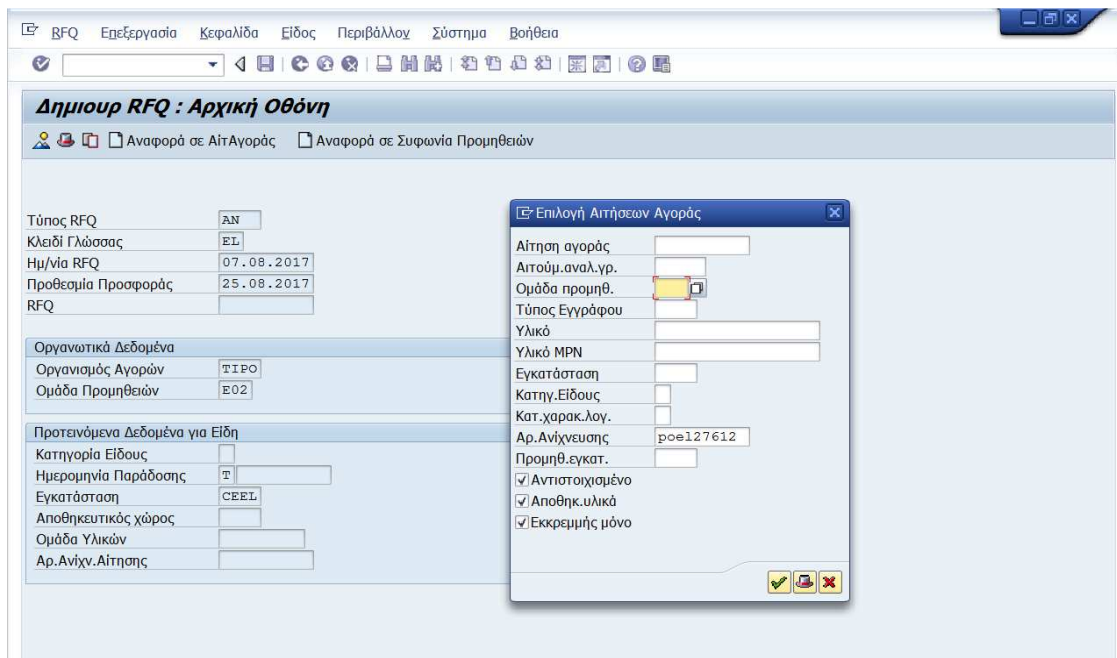 RFQ Επεξεργασία Κεφαλίδα Είδος Περιβάλλον Σύστημα Βοήθεια
Δημιουρ RFQ : Αρχική Οθόνη
Αναφορά σε ΑίτΑγοράς Αναφορά σε Συφωνία Προμηθειών
Τύπος RFQ AN
Κλειδί Γλώσσας EL
Ημ/νία RFQ 07.08.2017
Προθεσμία Προσφοράς 25.08.2017
RFQ
Οργανωτικά Δεδομένα
Οργανισμός Αγορών TIPO
Ομάδα Προμηθειών E02
Προτεινόμενα Δεδομένα για Είδη
Κατηγορία Είδους
Ημερομηνία Παράδοσης T
Εγκατάσταση CEEL
Αποθηκευτικός χώρος
Ομάδα Υλικών
Αρ.Ανίχν.Αίτησης
Επιλογή Αιτήσεων Αγοράς
Αίτηση αγοράς
Αιτούμ.αναλ.γρ.
Ομάδα προμηθ.
Τύπος Εγγράφου
Υλικό
Υλικό MPN
Εγκατάσταση
Κατηγ.Είδους
Κατ.χαρακ.λογ.
Αρ.Ανίχνευσης poel27612
Προμηθ.εγκατ.
Αντιστοιχισμένο
Αποθηκ.υλικά
Εκκρεμής μόνο